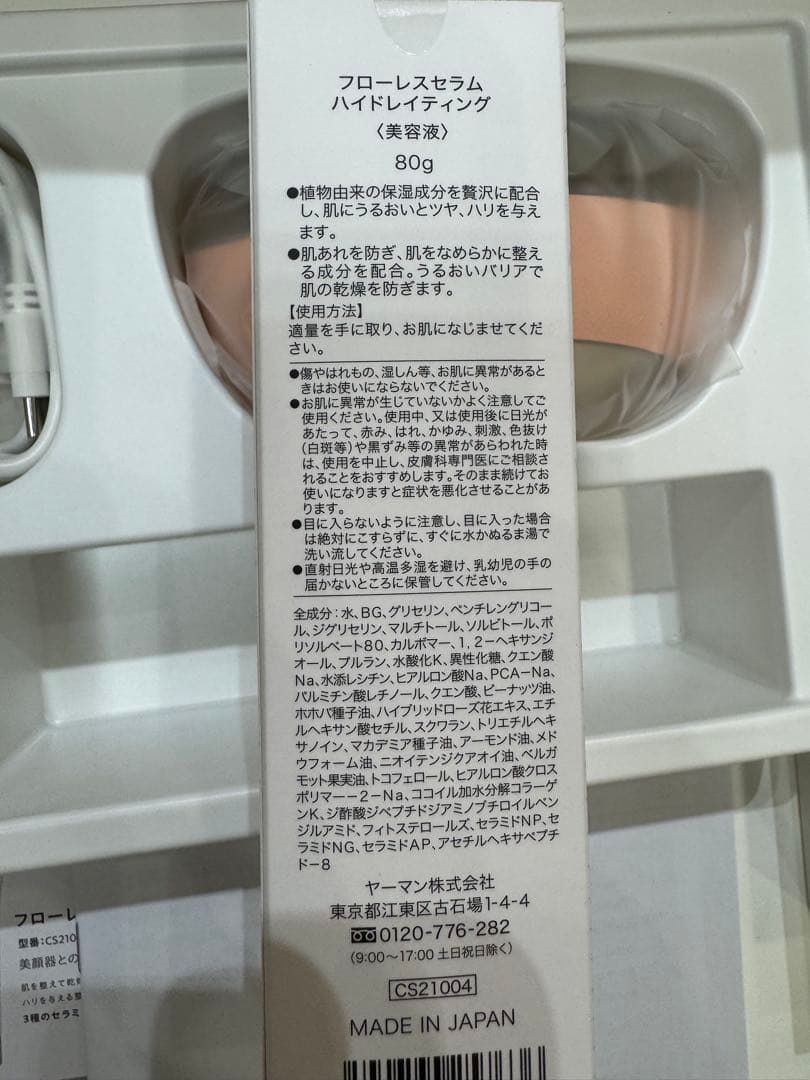 フローレスセラム
ハイドレイティング
〈美容液〉
80g
●植物由来の保湿成分を贅沢に配合
し、肌にうるおいとツヤ、ハリを与え
ます。
●肌あれを防ぎ、肌をなめらかに整え
る成分を配合。うるおいバリアで
肌の乾燥を防ぎます。
【使用方法】
適量を手に取り、お肌になじませてくだ
さい。
●傷やはれもの、湿しん等、お肌に異常があると
きはお使いにならないでください。
●お肌に異常が生じていないかよく注意してご
使用ください。使用中、又は使用後に日光が
あたって、赤み、はれ、かゆみ、刺激、色抜け
(白斑等)や黒ずみ等の異常があらわれた時
は、使用を中止し、皮膚科専門医にご相談さ
れることをおすすめします。そのまま続けてお
使いになりますと症状を悪化させることがあ
ります。
●目に入らないように注意し、目に入った場合
は絶対にこすらずに、すぐに水かぬるま湯で
洗い流してください。
●直射日光や高温多湿を避け、乳幼児の手の
届かないところに保管してください。
全成分：水、BG、グリセリン、ペンチレングリコー
ル、ジグリセリン、マルチトール、ソルビトール、ポ
リソルベート80、カルボマー、1,2-ヘキサンジ
オール、プルラン、水酸化K、異性化糖、クエン酸
Na、水添レシチン、ヒアルロン酸Na、PCA-Na、
パルミチン酸レチノール、クエン酸、ピーナッツ油、
ホホバ種子油、ハイブリッドローズ花エキス、エチ
ルヘキサン酸セチル、スクワラン、トリエチルヘキ
サノイン、マカデミア種子油、アーモンド油、メド
ウフォーム油、ニオイテンジクアオイ油、ベルガ
モット果実油、トコフェロール、ヒアルロン酸クロス
ポリマー-2-Na、ココイル加水分解コラーゲ
ンK、ジ酢酸ジペプチドジアミノブチロイルベン
ジルアミド、フィトステロールズ、セラミドNP、セ
ラミドNG、セラミドAP、アセチルヘキサペプチ
ド-8
ヤーマン株式会社
東京都江東区古石場1-4-4
0120-776-282
(9:00～17:00 土日祝日除く)
CS21004
MADE IN JAPAN
フローレ
型番：CS210
美顔器との
肌を整えて乾
ハリを与える整
3種のセラミ